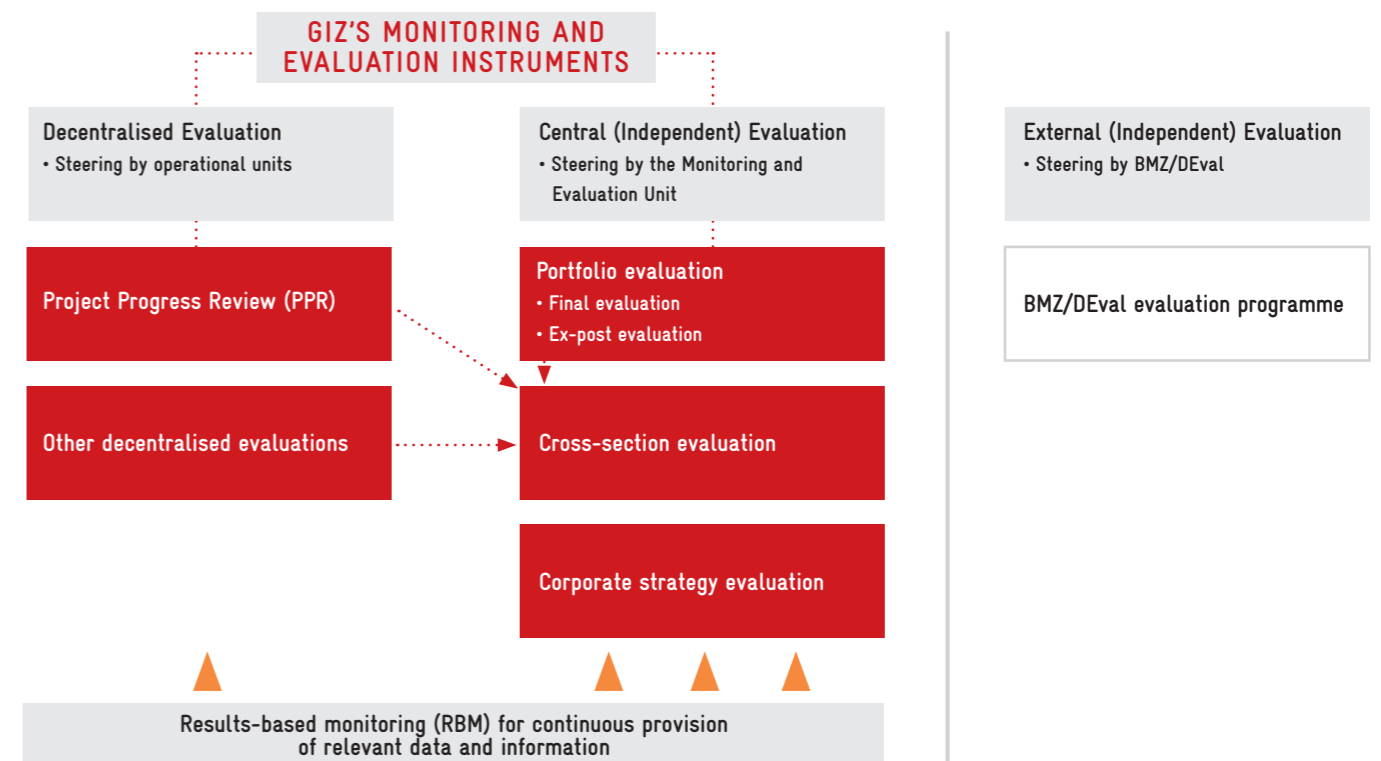 GIZ'S MONITORING AND
EVALUATION INSTRUMENTS
Decentralised Evaluation
• Steering by operational units
Central (Independent) Evaluation
• Steering by the Monitoring and
Evaluation Unit
External (Independent) Evaluation
• Steering by BMZ/DEval
Project Progress Review (PPR)
Portfolio evaluation
• Final evaluation
• Ex-post evaluation
BMZ/DEval evaluation programme
Other decentralised evaluations
Cross-section evaluation
Corporate strategy evaluation
Results-based monitoring (RBM) for continuous provision
of relevant data and information